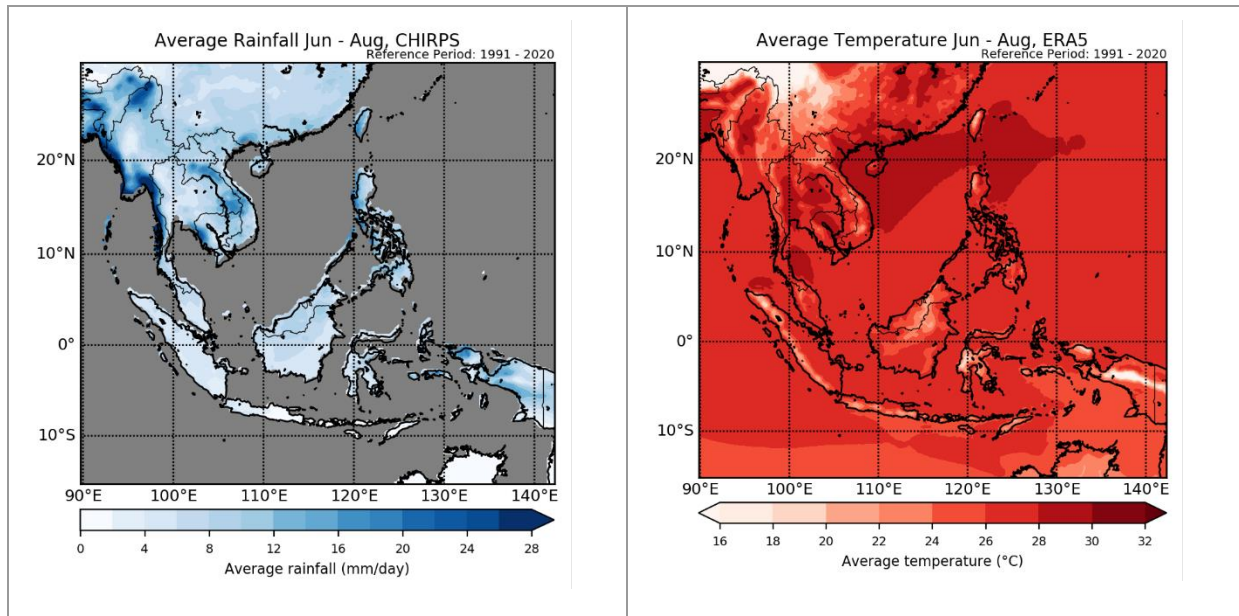 Average Rainfall Jun - Aug, CHIRPS
Reference Period: 1991 - 2020
20°N
10°N
0°
10°S
90°E 100°E 110°E 120°E 130°E 140°E
0 4 8 12 16 20 24 28
Average rainfall (mm/day)
Average Temperature Jun - Aug, ERA5
Reference Period: 1991 - 2020
20°N
10°N
0°
10°S
90°E 100°E 110°E 120°E 130°E 140°E
16 18 20 22 24 26 28 30 32
Average temperature (°C)